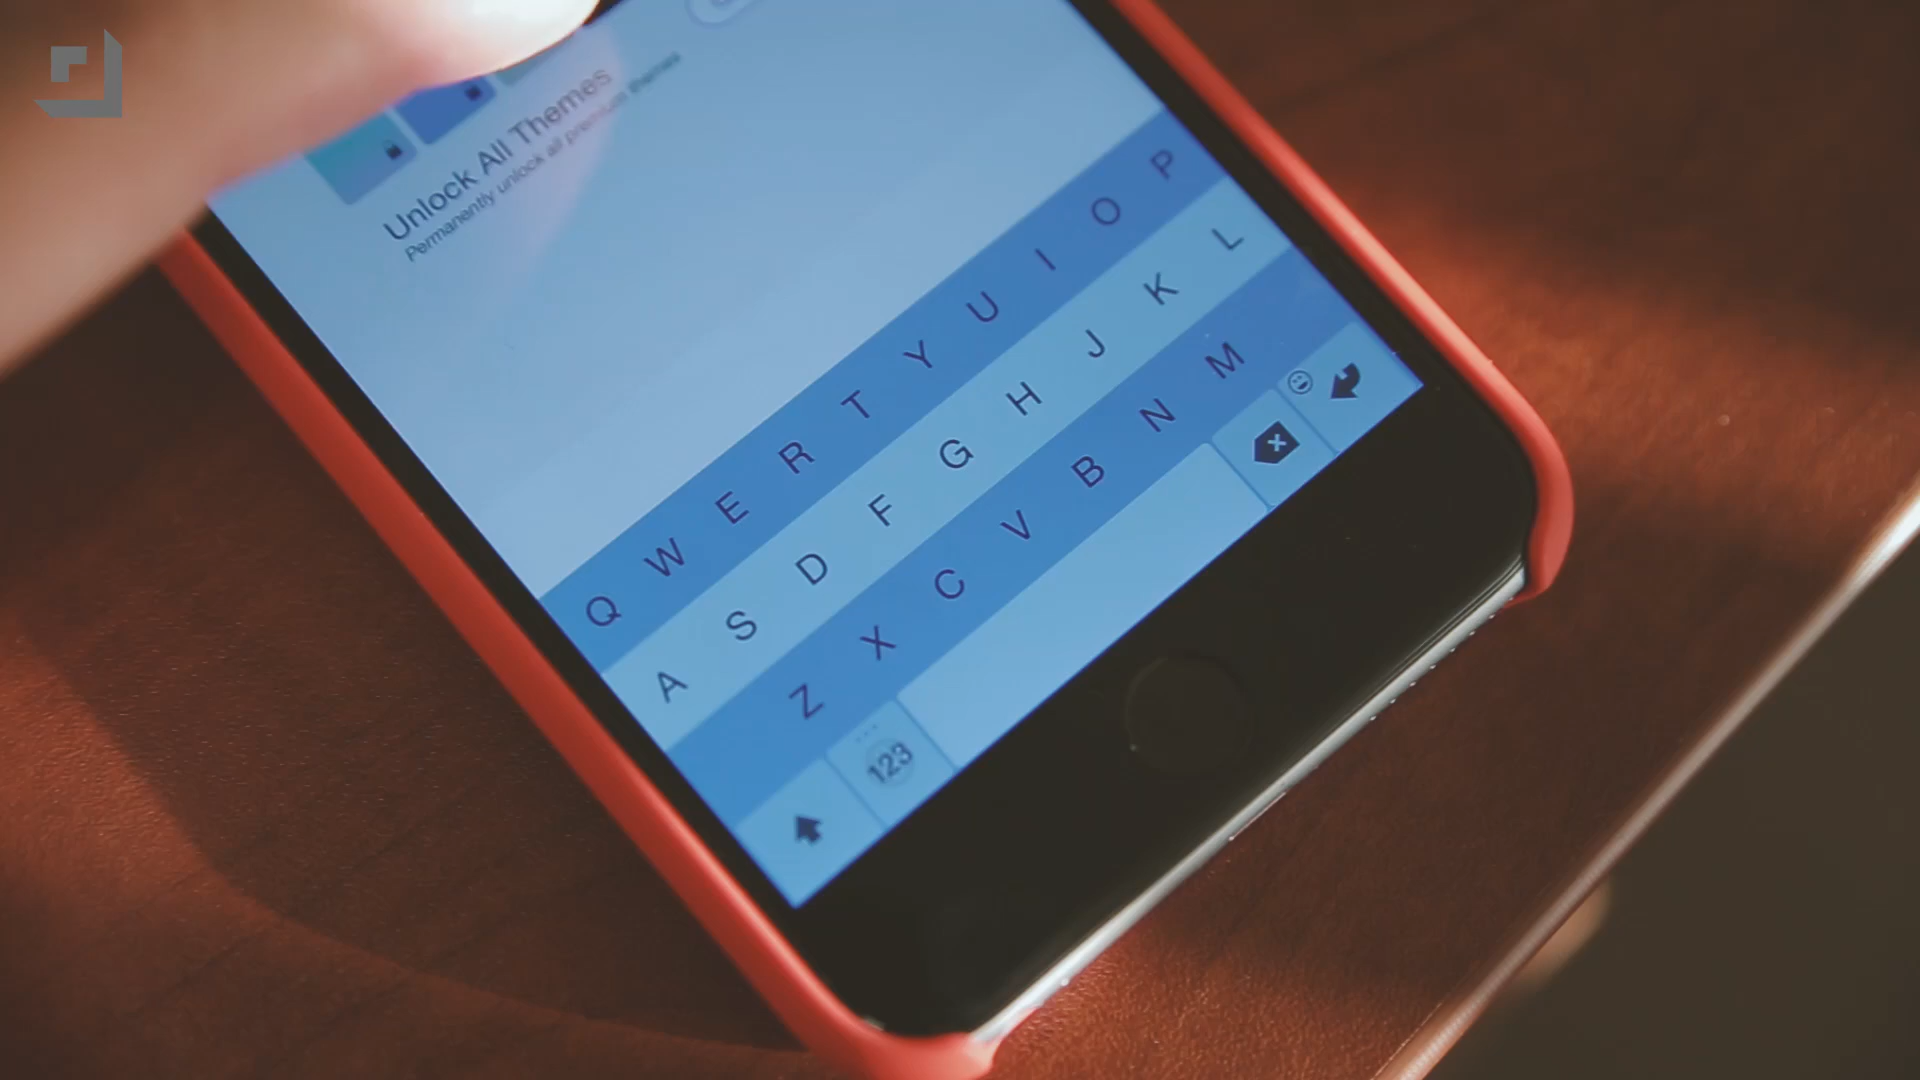 Unlock All Themes
Permanently unlock all premium themes
Q W E R T Y U I O P
A S D F G H J K L
Z X C V B N M
123